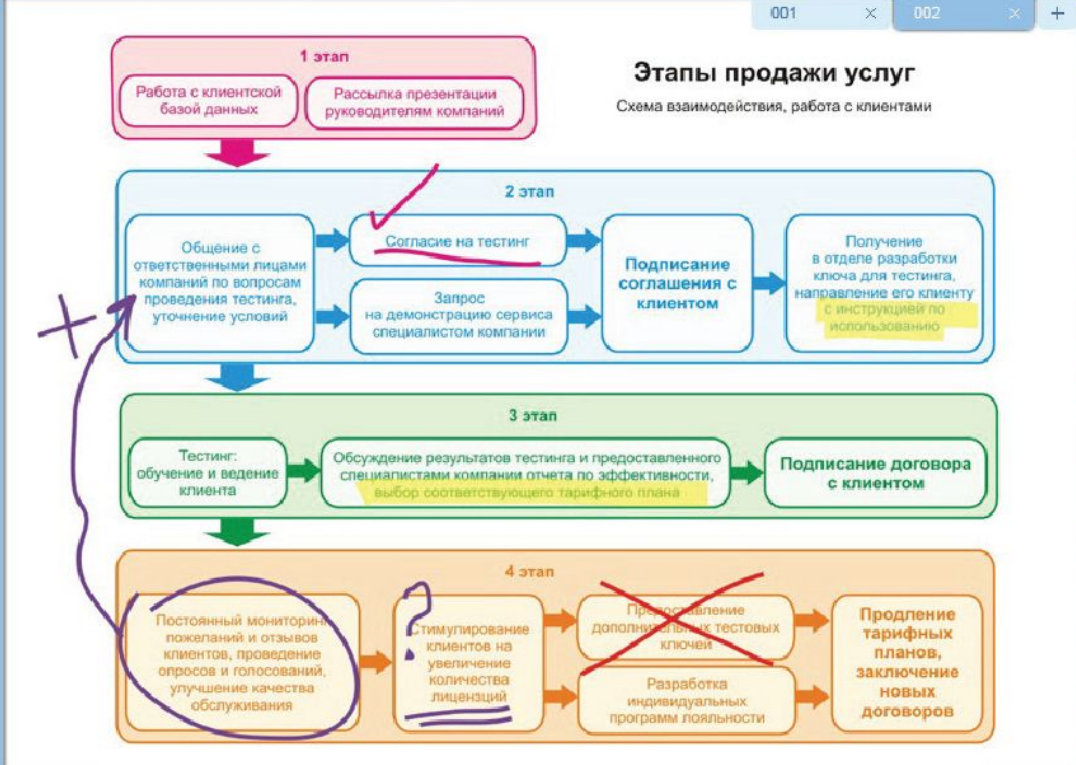 001
002
Этапы продажи услуг
Схема взаимодействия, работа с клиентами
1 этап
Работа с клиентской
базой данных
Рассылка презентации
руководителям компаний
2 этап
Общение с
ответственными лицами
компаний по вопросам
проведения тестинга,
уточнение условий
Согласие на тестинг
Запрос
на демонстрацию сервиса
специалистом компании
Подписание
соглашения с
клиентом
Получение
в отделе разработки
ключа для тестинга,
направление его клиенту
с инструкцией по
использованию
3 этап
Тестинг:
обучение и ведение
клиента
Обсуждение результатов тестинга и предоставленного
специалистами компании отчета по эффективности,
выбор соответствующего тарифного плана
Подписание договора
с клиентом
4 этап
Постоянный мониторинг
пожеланий и отзывов
клиентов, проведение
опросов и голосований,
улучшение качества
обслуживания
?
Стимулирование
клиентов на
увеличение
количества
лицензций
Предоставление
дополнительных тестовых
ключей
Разработка
индивидуальных
программ лояльности
Продление
тарифных
планов,
заключение
новых
договоров
+